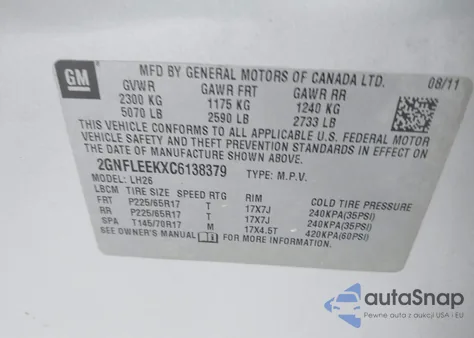 GM
MFD BY GENERAL MOTORS OF CANADA LTD. 08/11
GVWR GAWR FRT GAWR RR
2300 KG 1175 KG 1240 KG
5070 LB 2590 LB 2733 LB
THIS VEHICLE CONFORMS TO ALL APPLICABLE U.S. FEDERAL MOTOR
VEHICLE SAFETY AND THEFT PREVENTION STANDARDS IN EFFECT ON
THE DATE OF MANUFACTURE SHOWN ABOVE.
2GNFLEEKXC6138379 TYPE: M.P.V.
MODEL: LH26
LBCM TIRE SIZE SPEED RTG RIM COLD TIRE PRESSURE
FRT P225/65R17 T 17X7J 240KPA(35PSI)
RR P225/65R17 T 17X7J 240KPA(35PSI)
SPA T145/70R17 M 17X4.5T 420KPA(60PSI)
SEE OWNER'S MANUAL FOR MORE INFORMATION.
autoSnap
Pewne auta z aukcji USA i EU